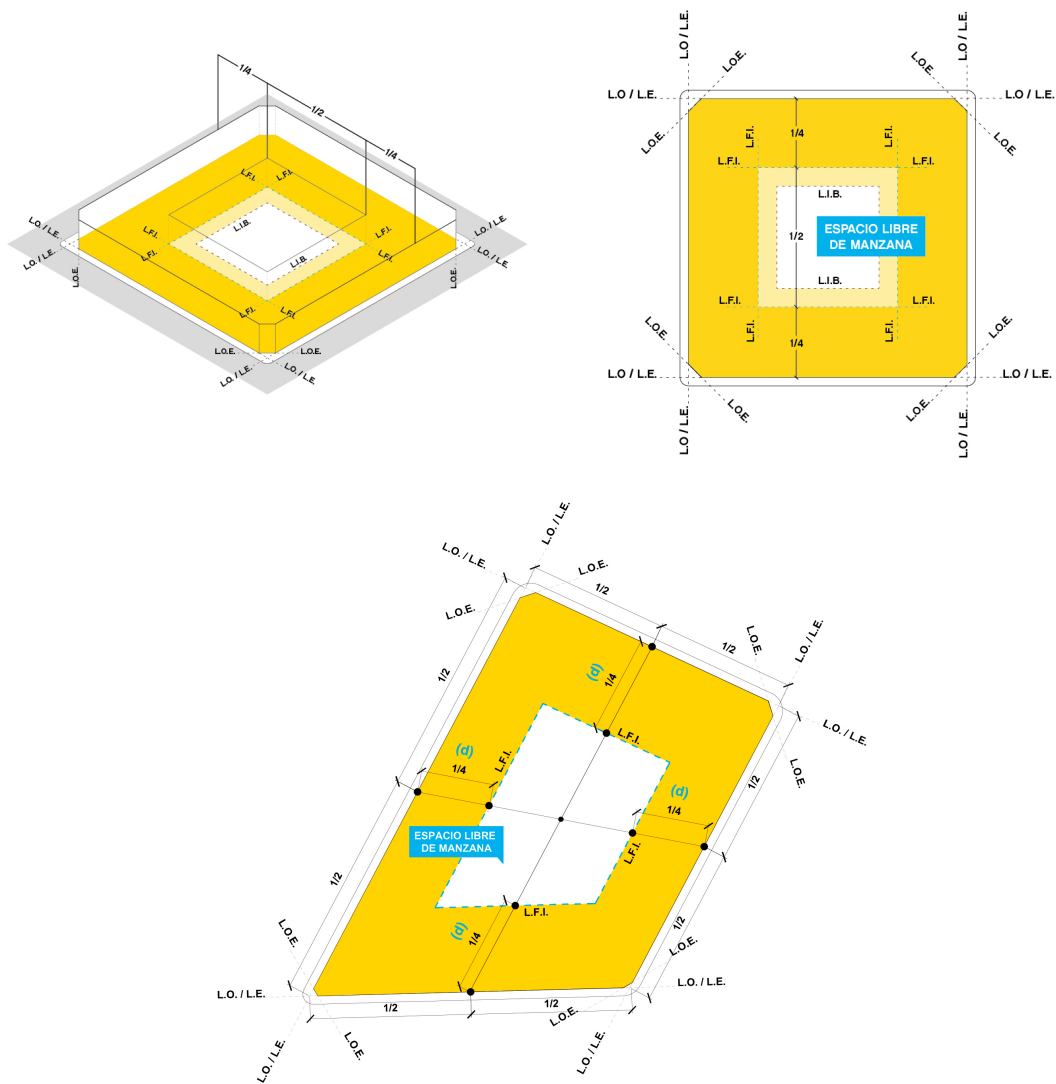 1/4
1/2
1/4
L.F.I.
L.F.I.
L.O. / L.E.
L.F.I.
L.I.B.
L.F.I.
L.O. / L.E.
L.O. / L.E.
L.F.I.
L.I.B.
L.F.I.
L.O. / L.E.
L.O.E.
L.O.E.
L.F.I.
L.F.I.
L.O.E.
L.O.E.
L.O. / L.E.
L.O. / L.E.
L.O / L.E.
L.O / L.E.
L.O.E.
L.O.E.
L.O / L.E.
L.O / L.E.
L.O.E.
L.O.E.
1/4
L.F.I.
L.F.I.
L.F.I.
L.F.I.
L.I.B.
ESPACIO LIBRE
DE MANZANA
1/2
L.I.B.
L.F.I.
L.F.I.
L.F.I.
L.F.I.
1/4
L.O / L.E.
L.O / L.E.
L.O.E.
L.O.E.
L.O / L.E.
L.O / L.E.
L.O. / L.E.
L.O. / L.E.
L.O.E.
L.O.E.
1/2
1/2
L.O.E.
L.O. / L.E.
L.O. / L.E.
1/2
(d)
1/4
L.F.I.
(d)
1/4
L.F.I.
(d)
1/4
L.F.I.
L.O.E.
1/2
ESPACIO LIBRE
DE MANZANA
1/2
L.F.I.
(d)
1/4
1/2
L.O.E.
L.O.E.
L.O. / L.E.
L.O. / L.E.
1/2
1/2
L.O.E.
L.O.E.
L.O. / L.E.
L.O. / L.E.